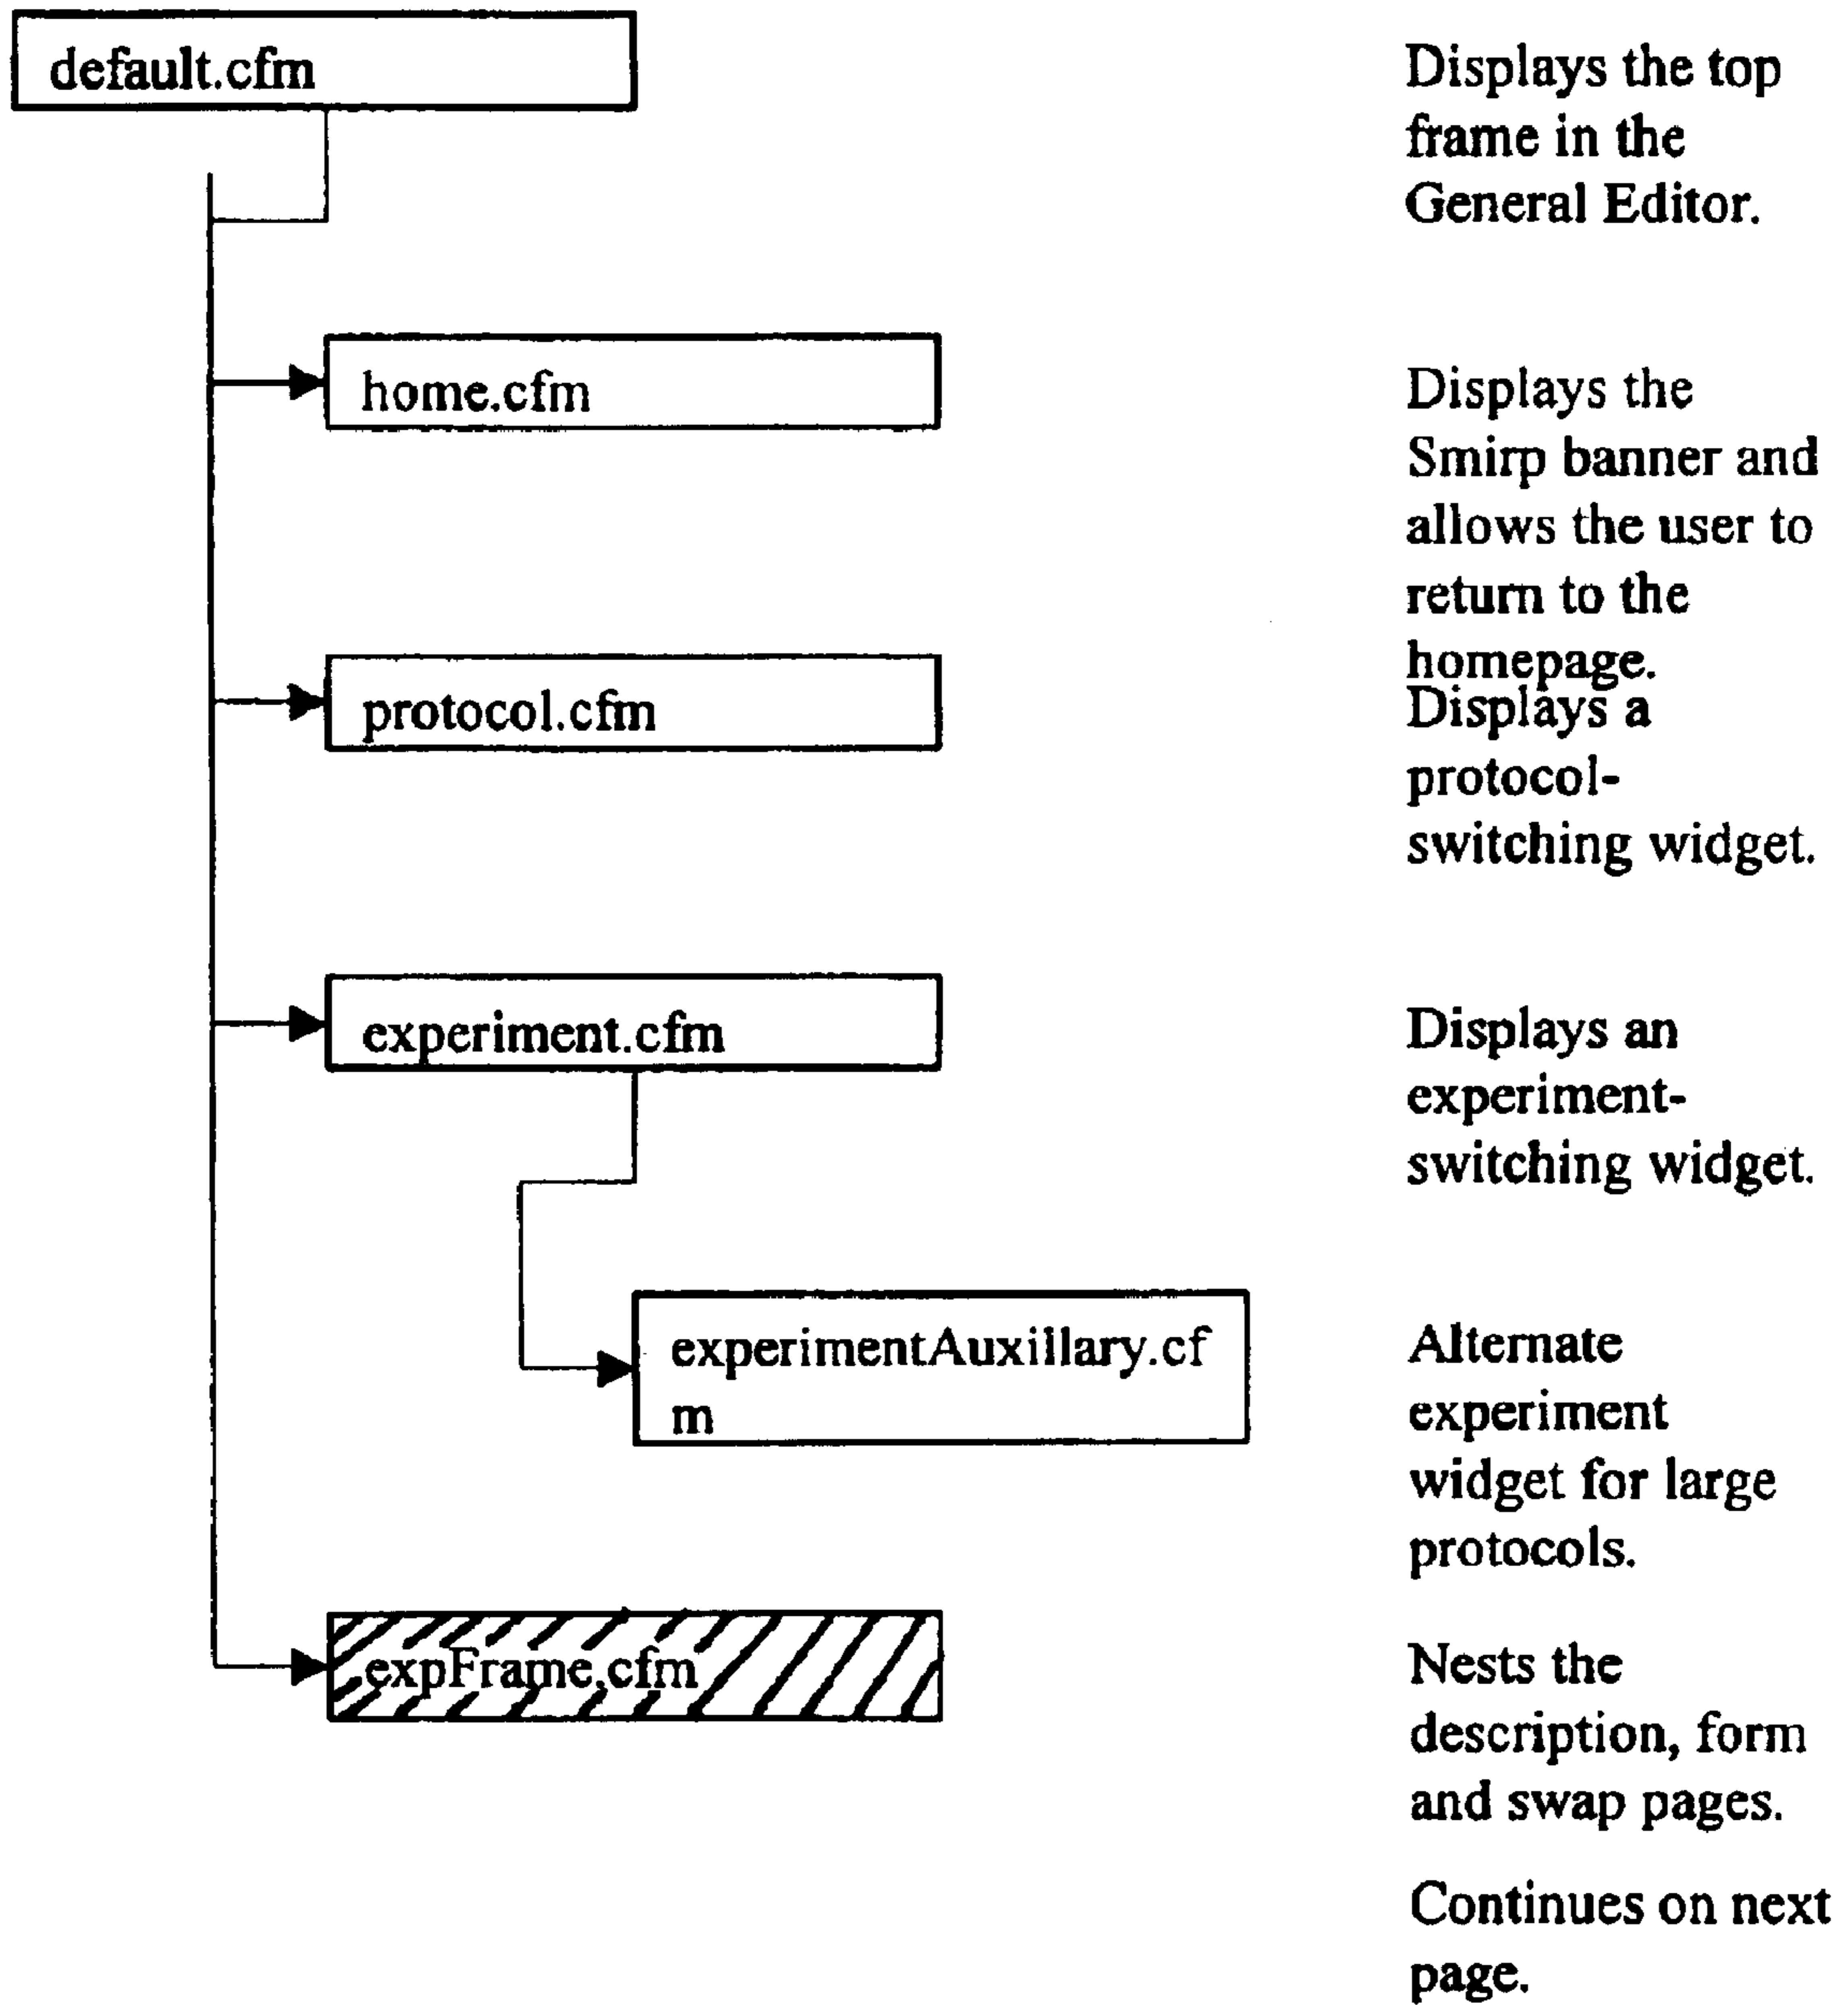 default.cfm
Displays the top
frame in the
General Editor.
home.cfm
Displays the
Smirp banner and
allows the user to
return to the
homepage.
protocol.cfm
Displays a
protocol-
switching widget.
experiment.cfm
Displays an
experiment-
switching widget.
experimentAuxillary.cf
m
Alternate
experiment
widget for large
protocols.
expFrame.cfm
Nests the
description, form
and swap pages.
Continues on next
page.